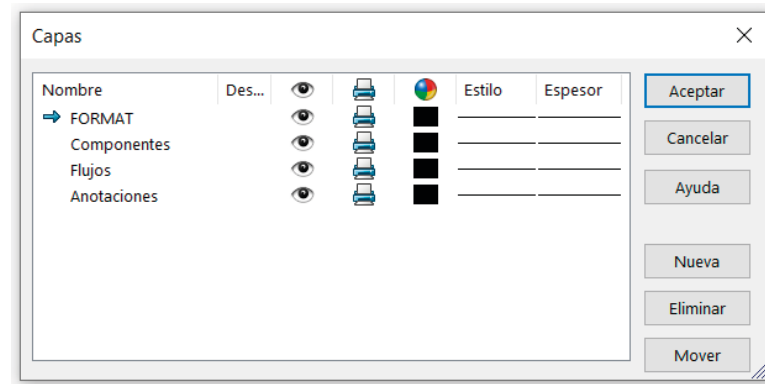 Capas
Nombre Des... Estilo Espesor
FORMAT
Componentes
Flujos
Anotaciones
Aceptar
Cancelar
Ayuda
Nueva
Eliminar
Mover